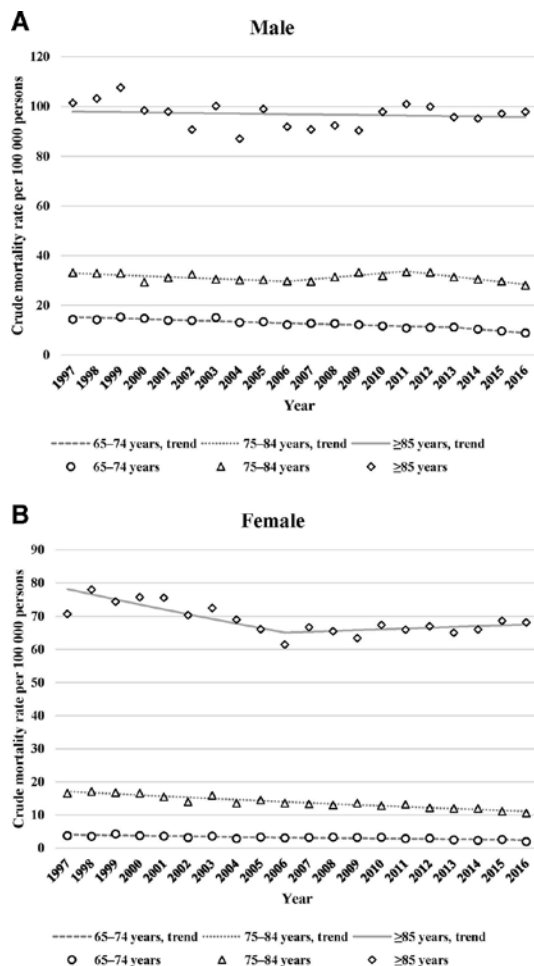 A
Male
Crude mortality rate per 100 000 persons
120
100
80
60
40
20
0
1997 1998 1999 2000 2001 2002 2003 2004 2005 2006 2007 2008 2009 2010 2011 2012 2013 2014 2015 2016
Year
65–74 years, trend 75–84 years, trend ≥85 years, trend
65–74 years 75–84 years ≥85 years
B
Female
Crude mortality rate per 100 000 persons
90
80
70
60
50
40
30
20
10
0
1997 1998 1999 2000 2001 2002 2003 2004 2005 2006 2007 2008 2009 2010 2011 2012 2013 2014 2015 2016
Year
65–74 years, trend 75–84 years, trend ≥85 years, trend
65–74 years 75–84 years ≥85 years